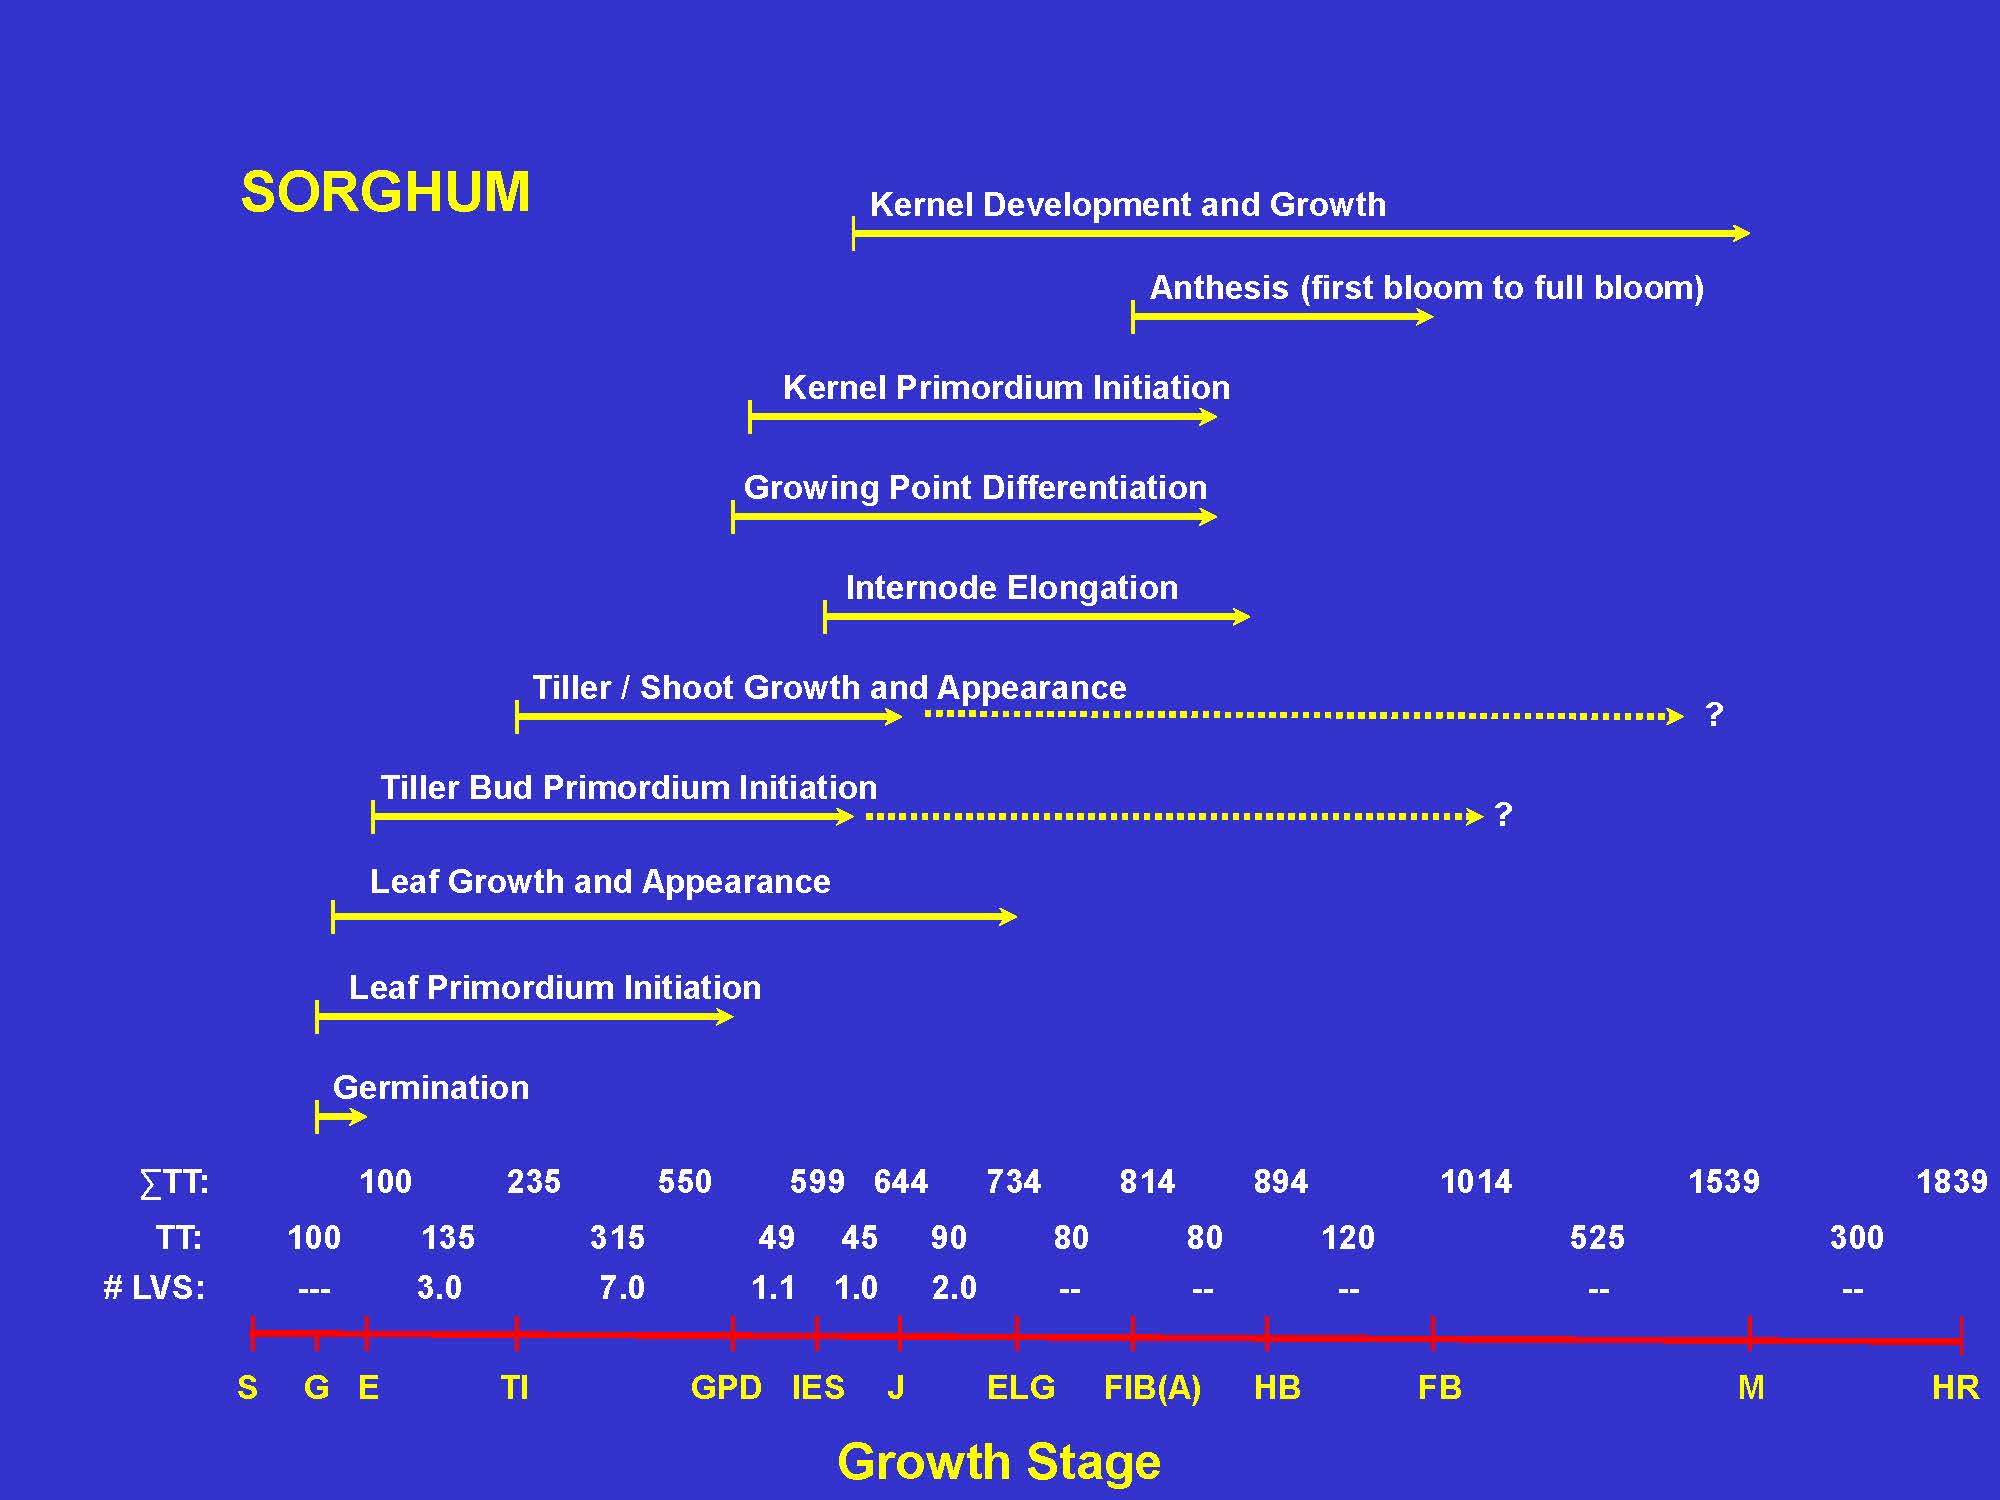 SORGHUM
Kernel Development and Growth
Anthesis (first bloom to full bloom)
Kernel Primordium Initiation
Growing Point Differentiation
Internode Elongation
Tiller / Shoot Growth and Appearance
?
Tiller Bud Primordium Initiation
?
Leaf Growth and Appearance
Leaf Primordium Initiation
Germination
∑TT: 100 235 550 599 644 734 814 894 1014 1539 1839
TT: 100 135 315 49 45 90 80 80 120 525 300
# LVS: --- 3.0 7.0 1.1 1.0 2.0 -- -- -- -- --
S G E TI GPD IES J ELG FIB(A) HB FB M HR
Growth Stage